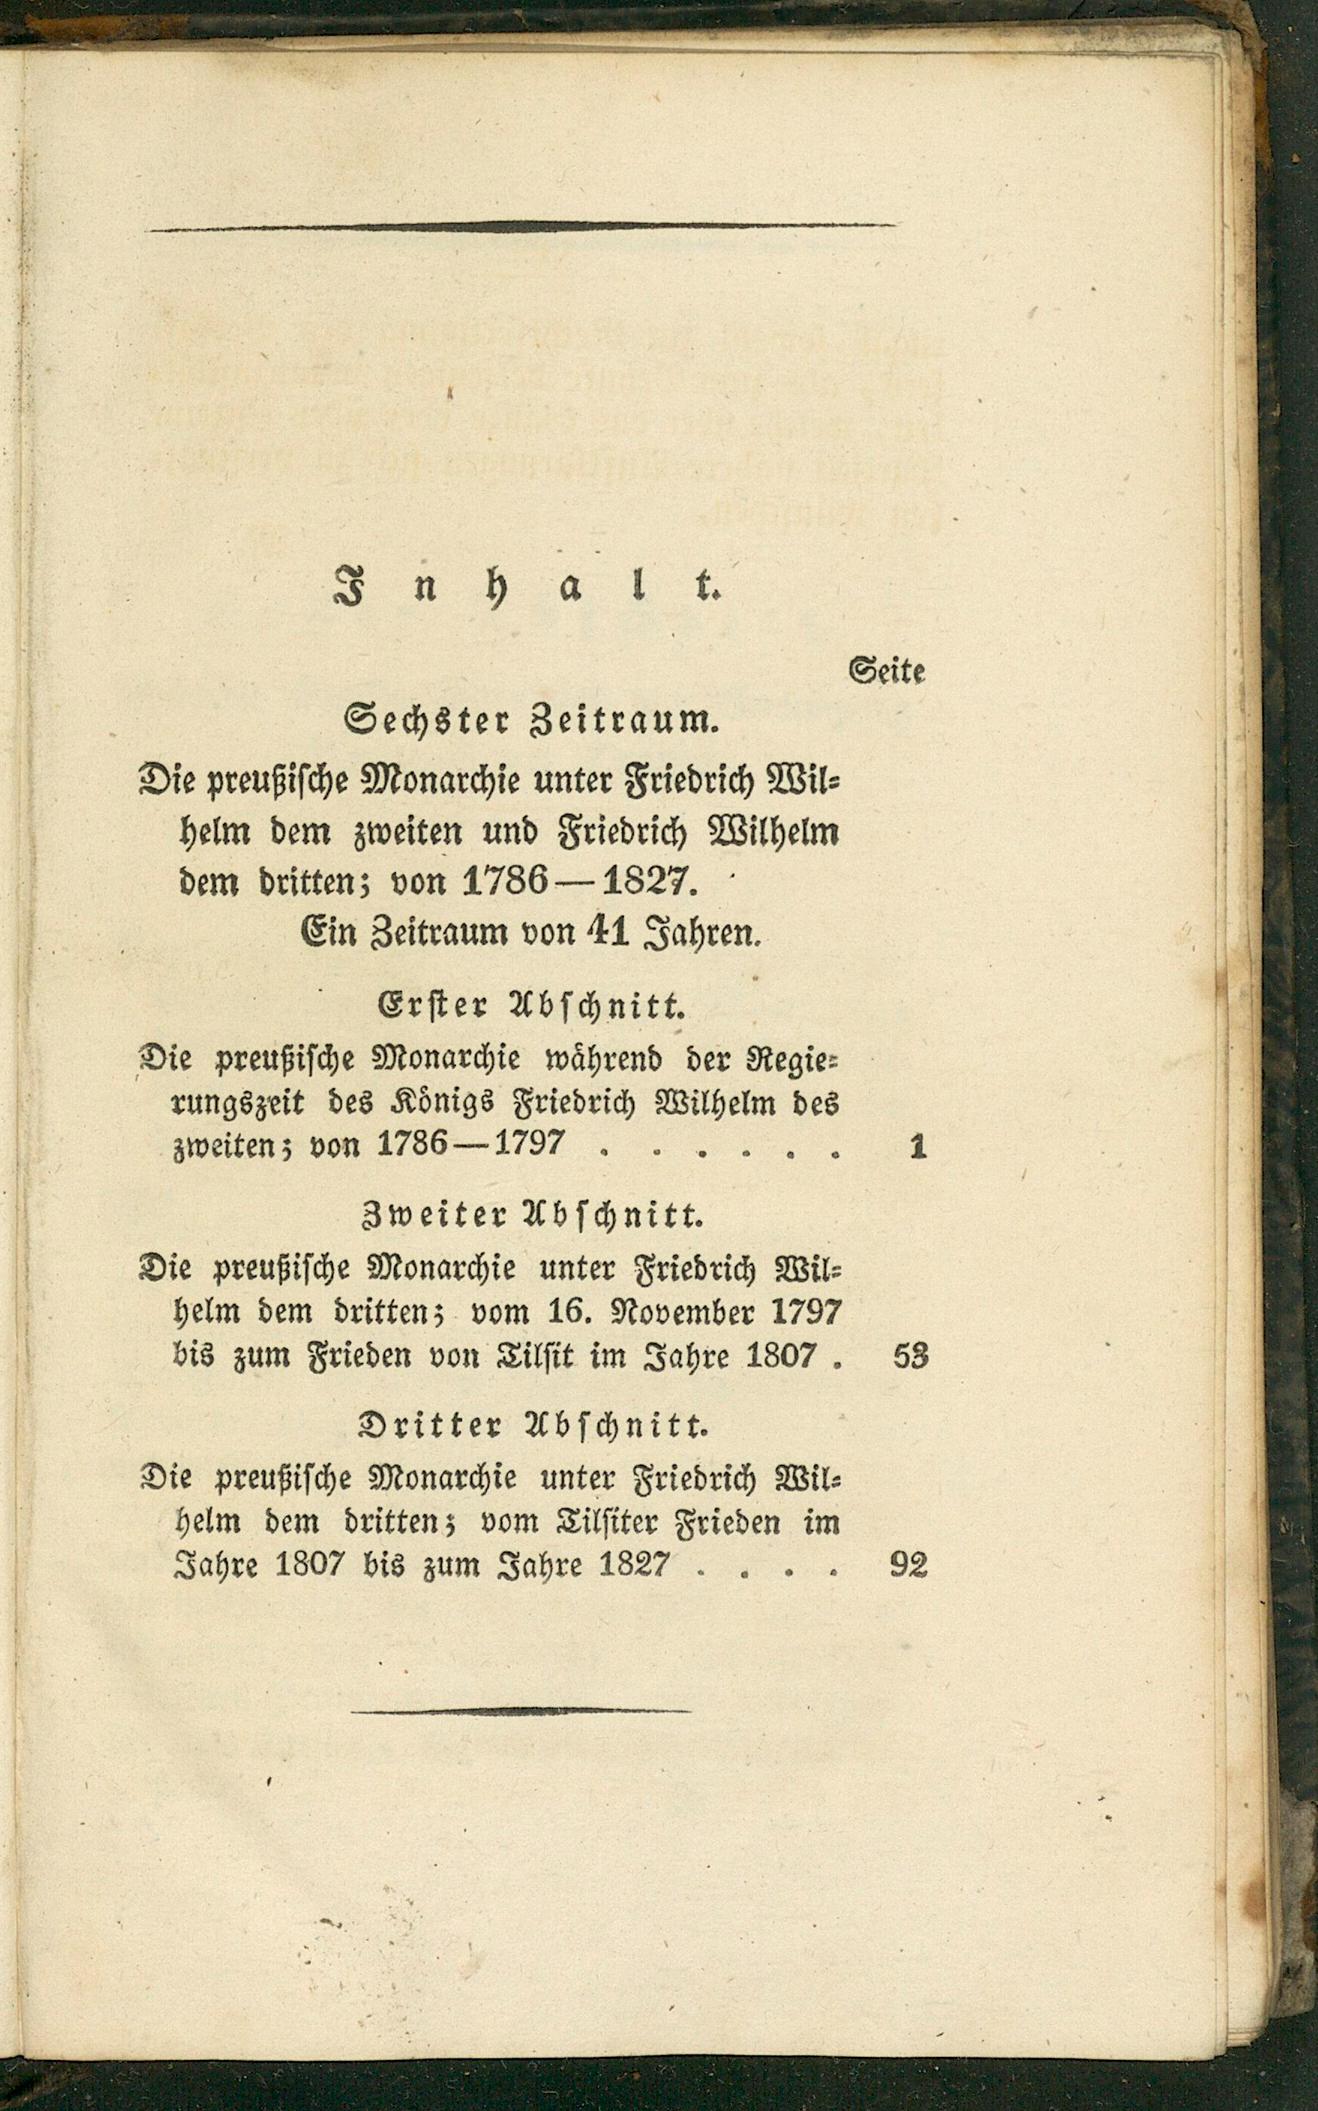 Inhalt.
Seite
Sechster Zeitraum.
Die preußische Monarchie unter Friedrich Wil-
helm dem zweiten und Friedrich Wilhelm
dem dritten; von 1786—1827.
Ein Zeitraum von 41 Jahren.
Erster Abschnitt.
Die preußische Monarchie während der Regie-
rungszeit des Königs Friedrich Wilhelm des
zweiten; von 1786—1797 . . . . . . 1
Zweiter Abschnitt.
Die preußische Monarchie unter Friedrich Wil-
helm dem dritten; vom 16. November 1797
bis zum Frieden von Tilsit im Jahre 1807 . 53
Dritter Abschnitt.
Die preußische Monarchie unter Friedrich Wil-
helm dem dritten; vom Tilsiter Frieden im
Jahre 1807 bis zum Jahre 1827 . . . . 92